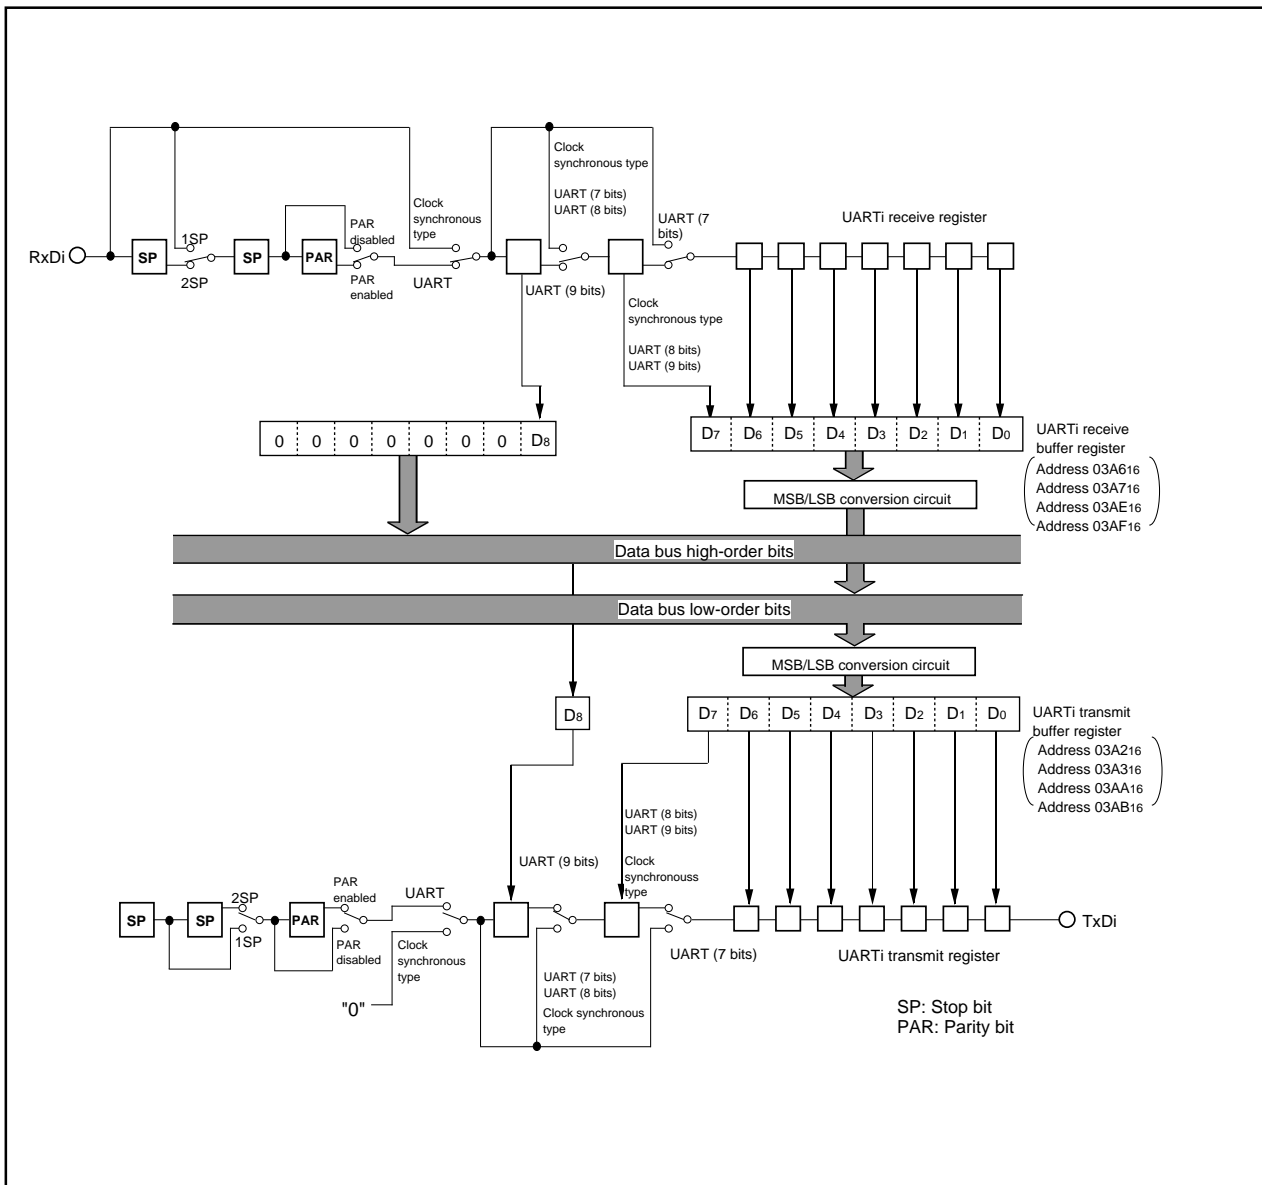 Clock
synchronous type
UART (7 bits)
UART (8 bits)
UART (7
bits)
UARTi receive register
Clock
synchronous
type
PAR
disabled
1SP
RxDi
SP
SP
PAR
2SP
PAR
enabled
UART
UART (9 bits)
Clock
synchronous type
UART (8 bits)
UART (9 bits)
0 0 0 0 0 0 0 D8
D7 D6 D5 D4 D3 D2 D1 D0
UARTi receive
buffer register
Address 03A616
Address 03A716
Address 03AE16
Address 03AF16
MSB/LSB conversion circuit
Data bus high-order bits
Data bus low-order bits
MSB/LSB conversion circuit
D8
D7 D6 D5 D4 D3 D2 D1 D0
UARTi transmit
buffer register
Address 03A216
Address 03A316
Address 03AA16
Address 03AB16
UART (8 bits)
UART (9 bits)
UART (9 bits)
Clock
synchronouss
type
PAR
enabled
UART
2SP
SP
SP
PAR
TxDi
1SP
PAR
disabled
Clock
synchronous
type
UART (7 bits)
UARTi transmit register
"0"
UART (7 bits)
UART (8 bits)
Clock synchronous
type
SP: Stop bit
PAR: Parity bit